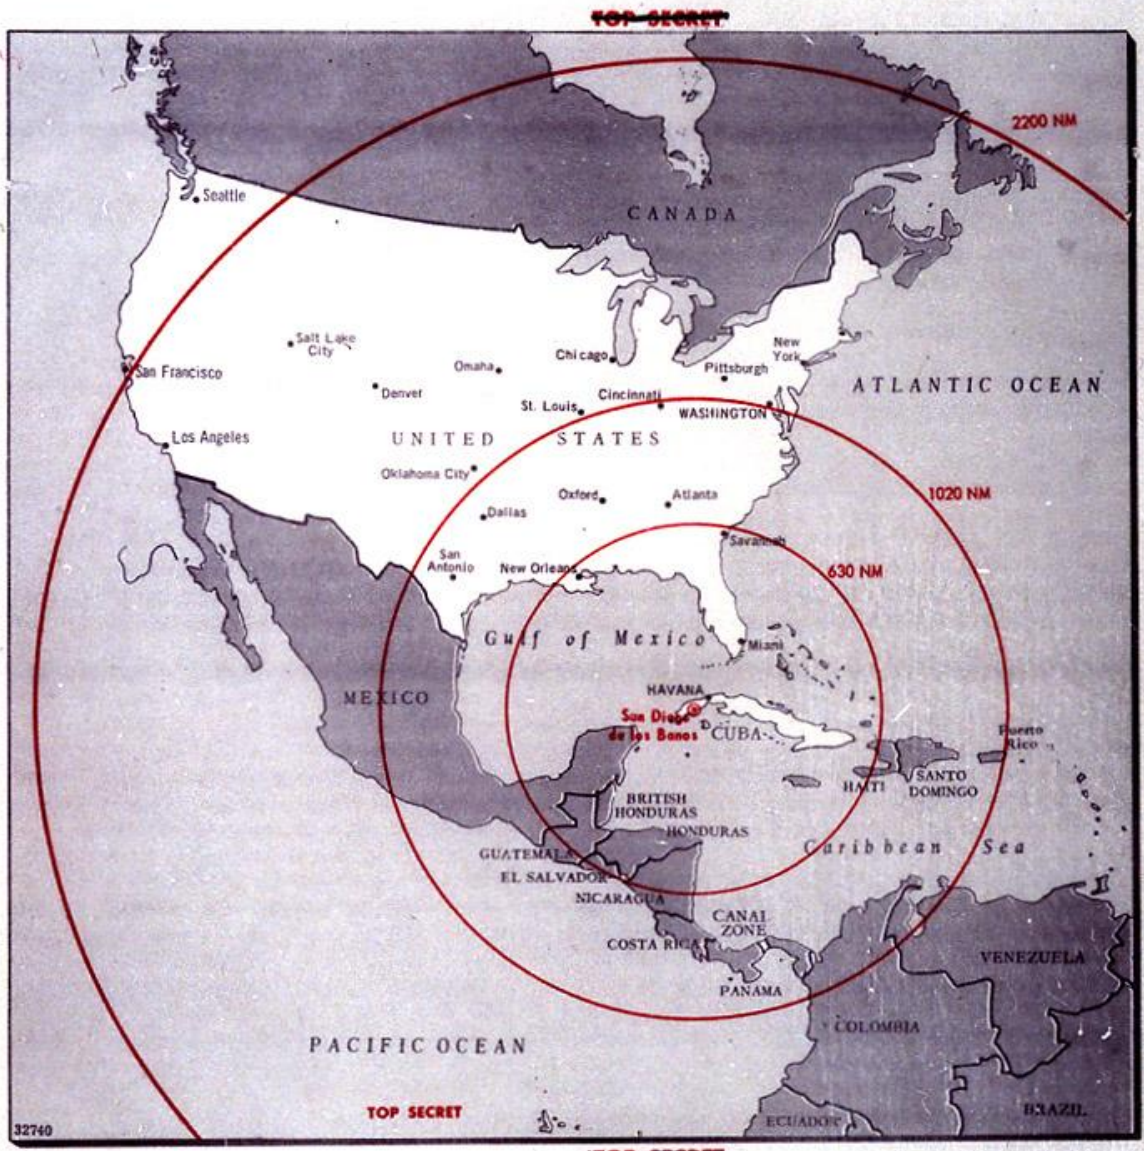 TOP SECRET
2200 NM
Seattle
CANADA
Salt Lake
City
San Francisco
Denver
Omaha
Chicago
New
York
Pittsburgh
ATLANTIC OCEAN
Cincinnati
St. Louis
WASHINGTON
Los Angeles
UNITED STATES
Oklahoma City
1020 NM
Oxford
Atlanta
Dallas
Savannah
San
Antonio
New Orleans
630 NM
Gulf of Mexico
Miami
MEXICO
HAVANA
San Diego
de los Banos
CUBA
Puerto
Rico
HAITI
SANTO
DOMINGO
BRITISH
HONDURAS
HONDURAS
Caribbean Sea
GUATEMALA
EL SALVADOR
NICARAGUA
CANAL
ZONE
COSTA RICA
VENEZUELA
PANAMA
COLOMBIA
PACIFIC OCEAN
TOP SECRET
ECUADOR
BRAZIL
32740
TOP SECRET